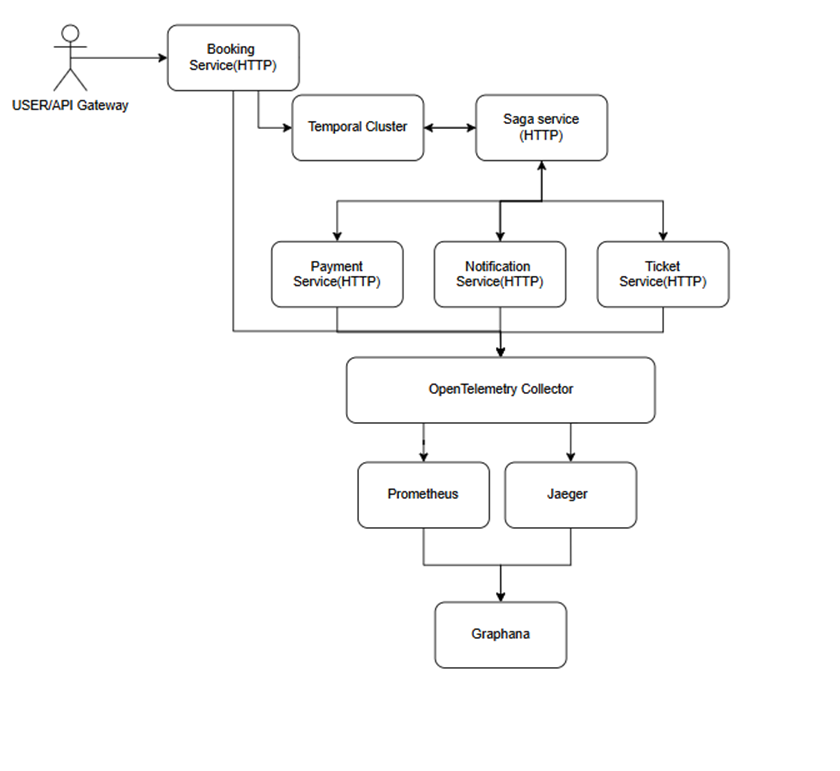 Booking
Service(HTTP)
USER/API Gateway
Temporal Cluster
Saga service
(HTTP)
Payment
Service(HTTP)
Notification
Service(HTTP)
Ticket
Service(HTTP)
OpenTelemetry Collector
Prometheus
Jaeger
Graphana